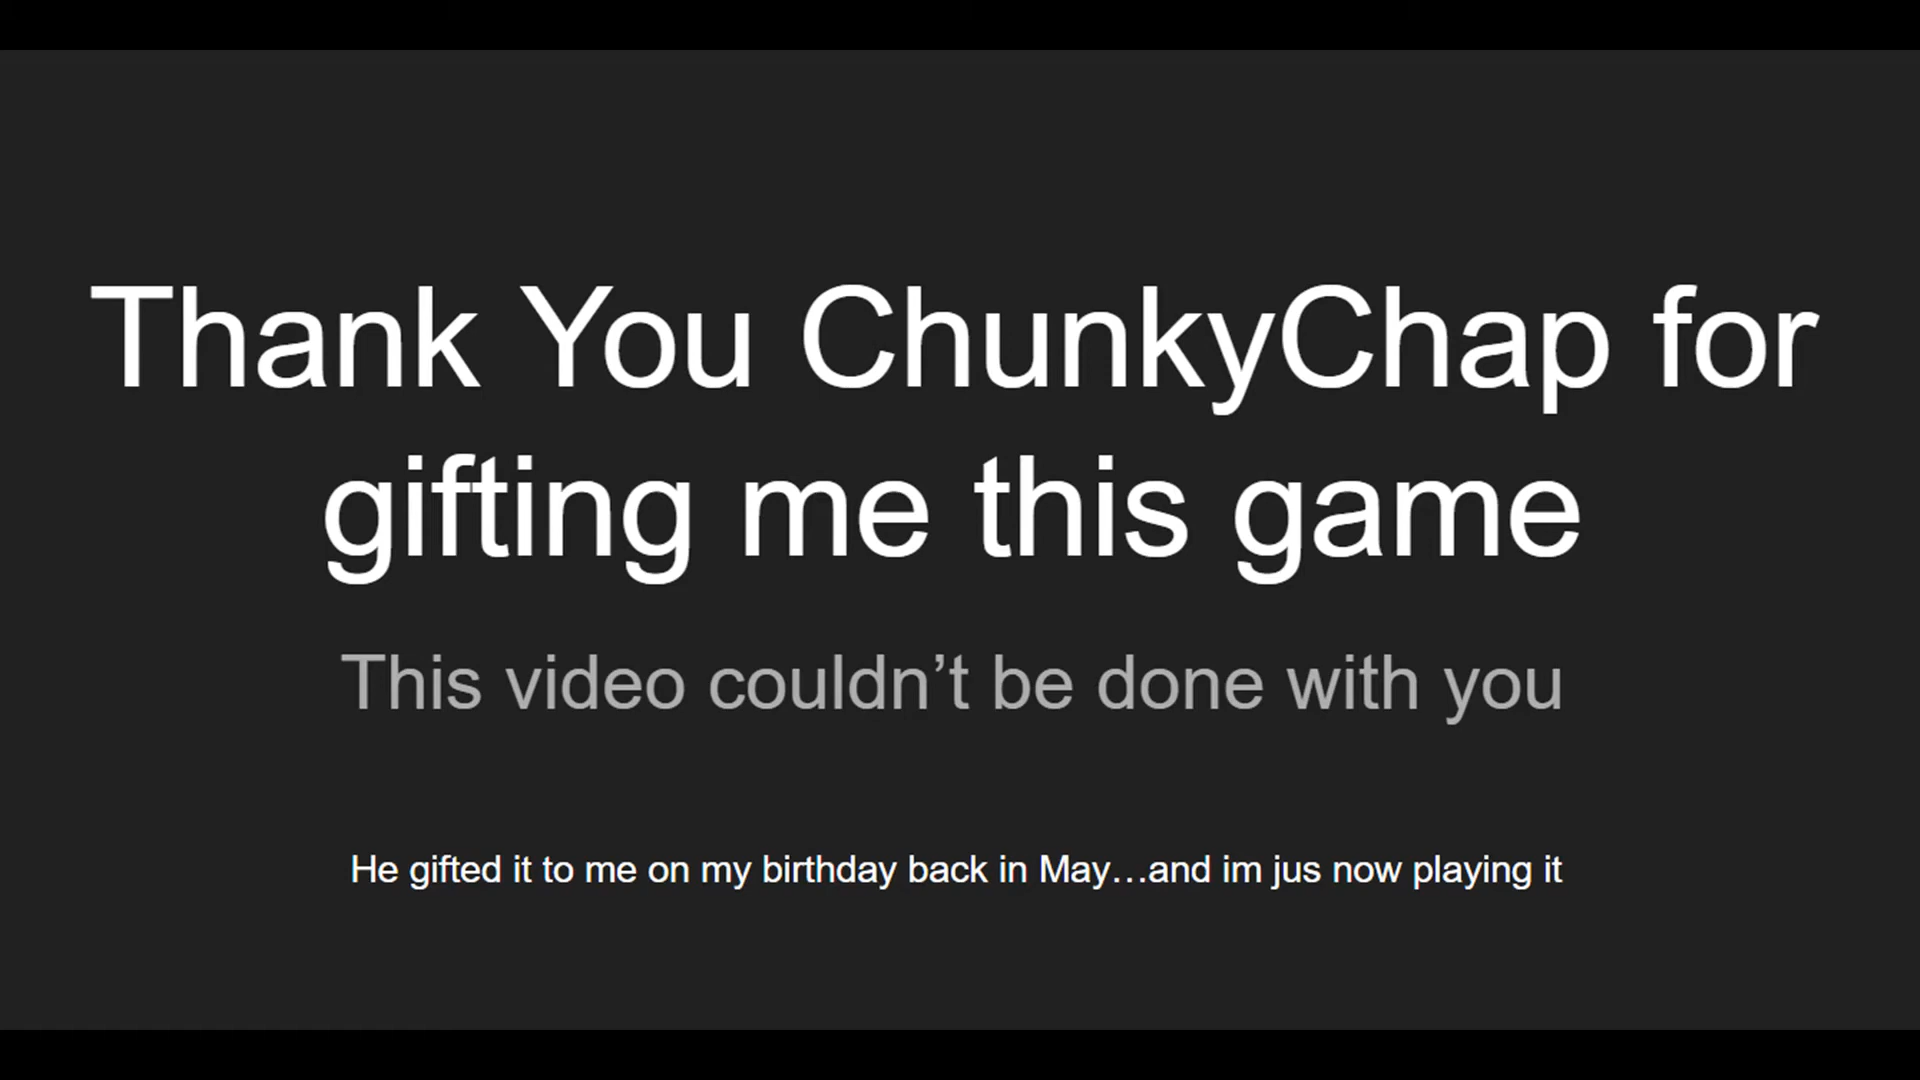 Thank You ChunkyChap for
gifting me this game
This video couldn’t be done with you
He gifted it to me on my birthday back in May…and im jus now playing it